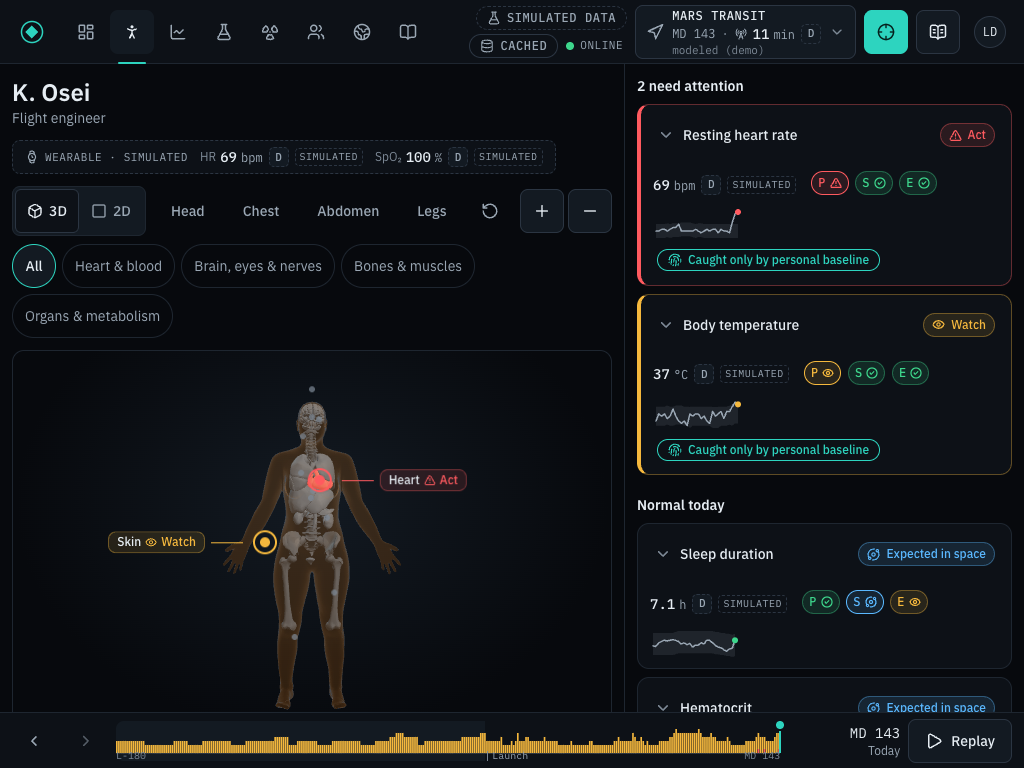 SIMULATED DATA
CACHED
ONLINE
MARS TRANSIT
MD 143 · 11 min D
modeled (demo)
LD
K. Osei
Flight engineer
WEARABLE · SIMULATED HR 69 bpm D SIMULATED SpO₂ 100 % D SIMULATED
3D 2D Head Chest Abdomen Legs
All Heart & blood Brain, eyes & nerves Bones & muscles
Organs & metabolism
Heart Act
Skin Watch
2 need attention
Resting heart rate Act
69 bpm D SIMULATED P S E
Caught only by personal baseline
Body temperature Watch
37 °C D SIMULATED P S E
Caught only by personal baseline
Normal today
Sleep duration Expected in space
7.1 h D SIMULATED P S E
Hematocrit Expected in space
L-180 Launch MD 143
MD 143
Today
Replay